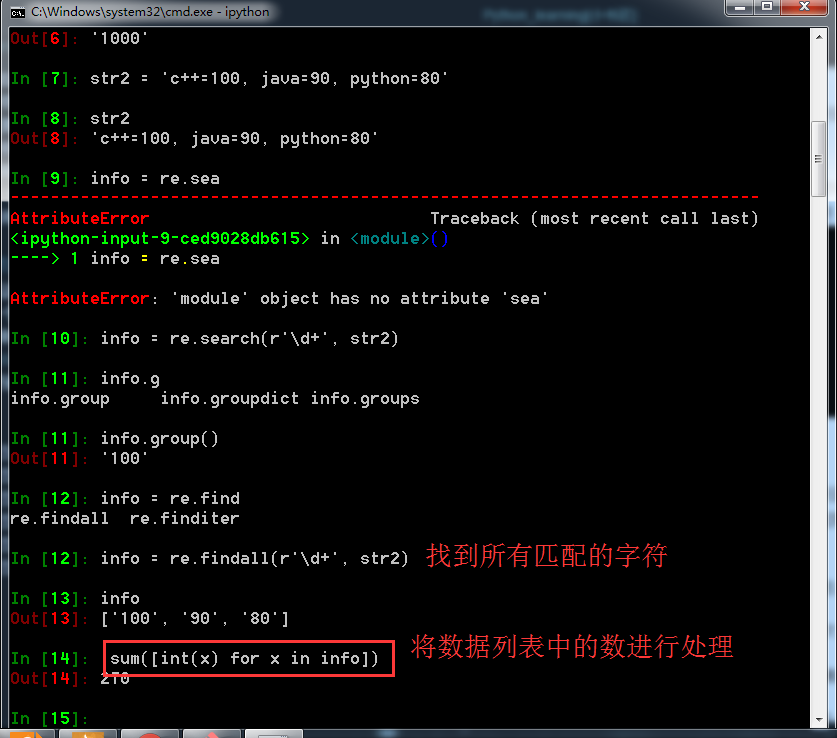 C:\Windows\system32\cmd.exe - ipython
Out[6]: '1000'
In [7]: str2 = 'c++=100, java=90, python=80'
In [8]: str2
Out[8]: 'c++=100, java=90, python=80'
In [9]: info = re.sea
---------------------------------------------------------------------------
AttributeError                            Traceback (most recent call last)
<ipython-input-9-ced9028db615> in <module>()
----> 1 info = re.sea
AttributeError: 'module' object has no attribute 'sea'
In [10]: info = re.search(r'\d+', str2)
In [11]: info.g
info.group     info.groupdict info.groups
In [11]: info.group()
Out[11]: '100'
In [12]: info = re.find
re.findall  re.finditer
In [12]: info = re.findall(r'\d+', str2) 找到所有匹配的字符
In [13]: info
Out[13]: ['100', '90', '80']
In [14]: sum([int(x) for x in info]) 将数据列表中的数进行处理
Out[14]: 270
In [15]: